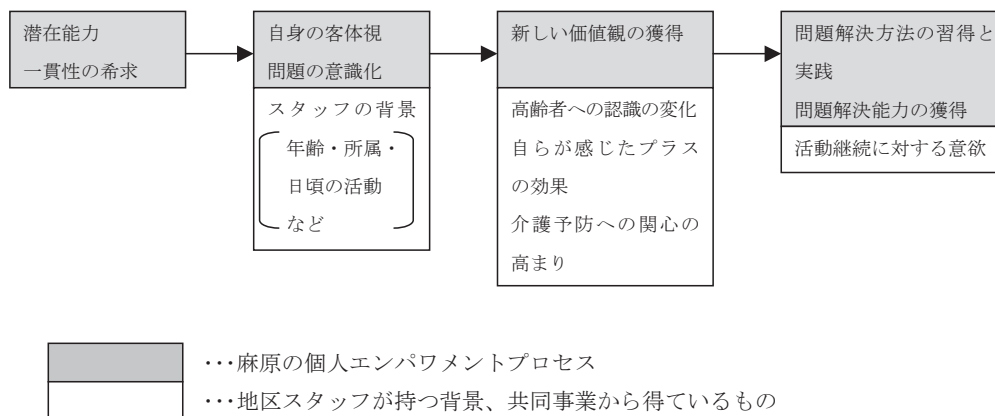 潜在能力
一貫性の希求
自身の客体視
問題の意識化
スタッフの背景
年齢・所属・
日頃の活動
など
新しい価値観の獲得
高齢者への認識の変化
自らが感じたプラス
の効果
介護予防への関心の
高まり
問題解決方法の習得と
実践
問題解決能力の獲得
活動継続に対する意欲
･･･麻原の個人エンパワメントプロセス
･･･地区スタッフが持つ背景、共同事業から得ているもの